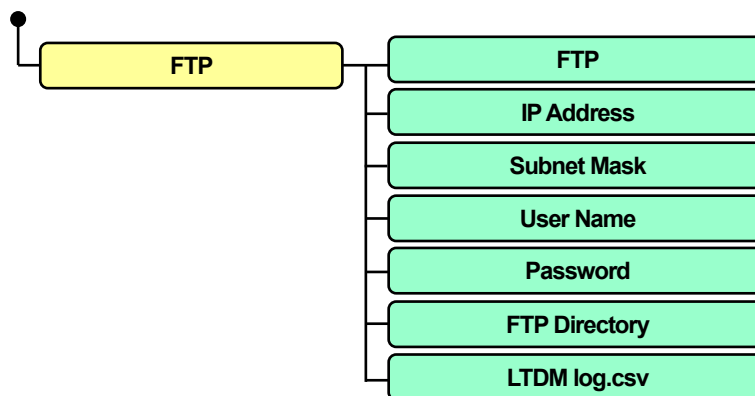 FTP
FTP
IP Address
Subnet Mask
User Name
Password
FTP Directory
LTDM log.csv